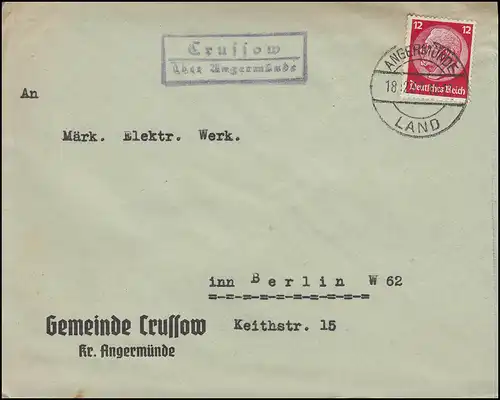 Crussow
über Angermünde
12 12
Deutsches Reich
ANGERMÜNDE
18
LAND
An
Märk. Elektr. Werk.
inn Berlin W 62
Keithstr. 15
Gemeinde Crussow
Kr. Angermünde